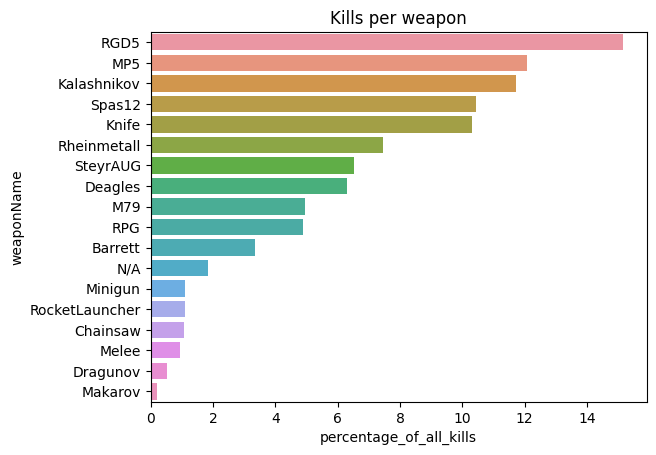 Kills per weapon
weaponName
RGD5
MP5
Kalashnikov
Spas12
Knife
Rheinmetall
SteyrAUG
Deagles
M79
RPG
Barrett
N/A
Minigun
RocketLauncher
Chainsaw
Melee
Dragunov
Makarov
0 2 4 6 8 10 12 14
percentage_of_all_kills